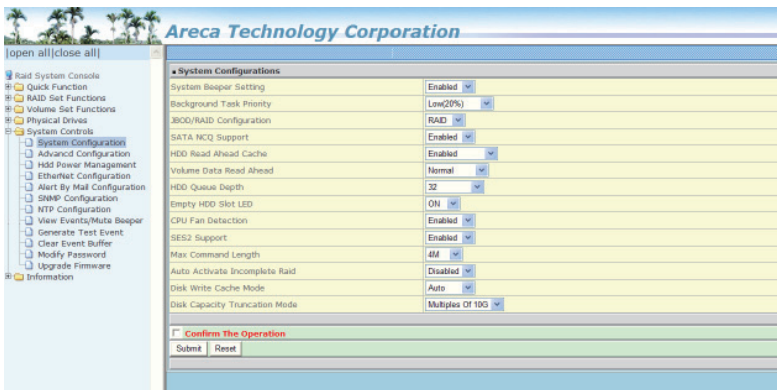 Areca Technology Corporation
|open all|close all|
Raid System Console
Quick Function
RAID Set Functions
Volume Set Functions
Physical Drives
System Controls
System Configuration
Advancd Configuration
Hdd Power Management
EtherNet Configuration
Alert By Mail Configuration
SNMP Configuration
NTP Configuration
View Events/Mute Beeper
Generate Test Event
Clear Event Buffer
Modify Password
Upgrade Firmware
Information
System Configurations
System Beeper Setting Enabled
Background Task Priority Low(20%)
JBOD/RAID Configuration RAID
SATA NCQ Support Enabled
HDD Read Ahead Cache Enabled
Volume Data Read Ahead Normal
HDD Queue Depth 32
Empty HDD Slot LED ON
CPU Fan Detection Enabled
SES2 Support Enabled
Max Command Length 4M
Auto Activate Incomplete Raid Disabled
Disk Write Cache Mode Auto
Disk Capacity Truncation Mode Multiples Of 10G
Confirm The Operation
Submit Reset